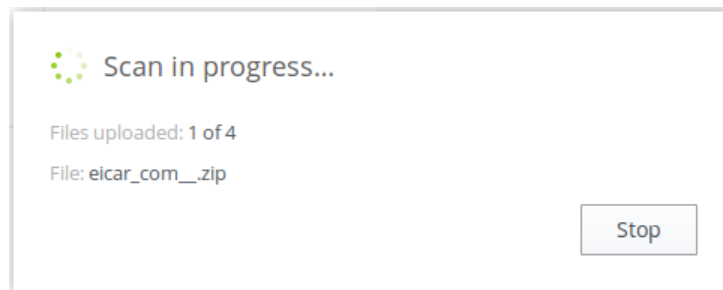 Scan in progress...
Files uploaded: 1 of 4
File: eicar_com__.zip
Stop